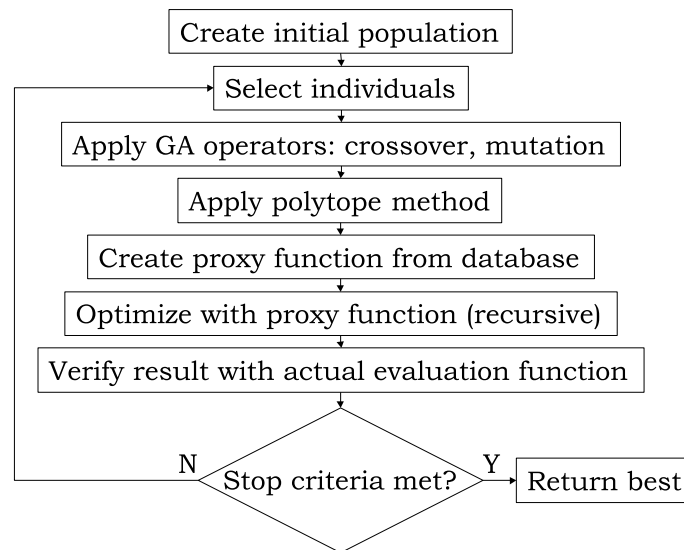 Create initial population
Select individuals
Apply GA operators: crossover, mutation
Apply polytope method
Create proxy function from database
Optimize with proxy function (recursive)
Verify result with actual evaluation function
N
Stop criteria met?
Y
Return best